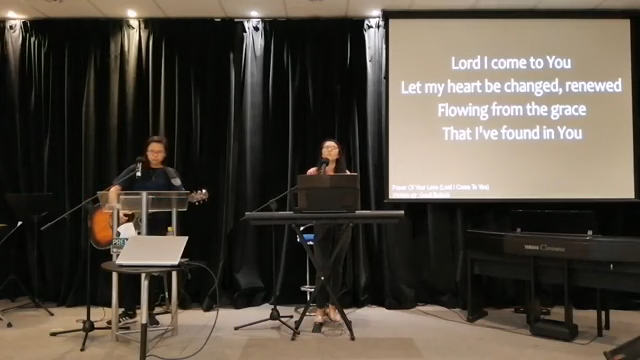 Lord I come to You
Let my heart be changed, renewed
Flowing from the grace
That I've found in You
Power Of Your Love (Lord I Come To You)
YAMAHA